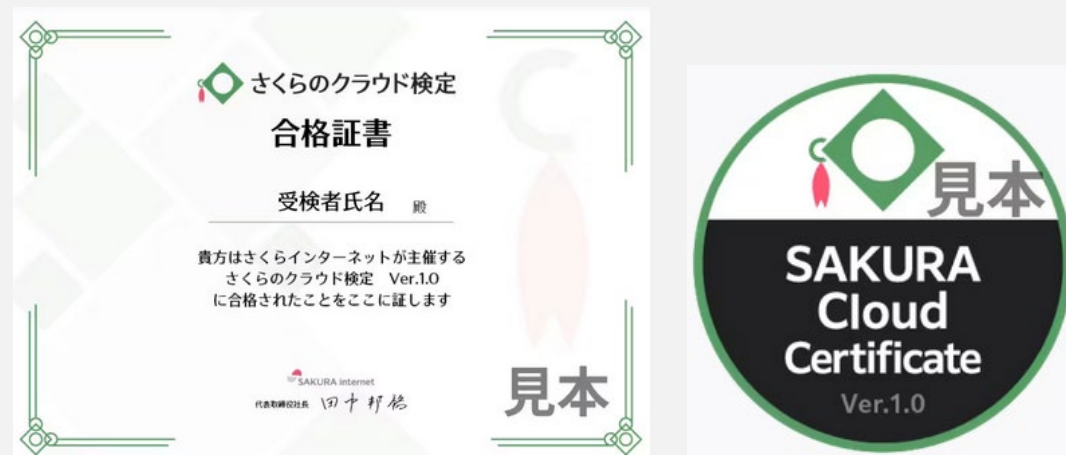 さくらのクラウド検定
合格証書
受検者氏名 殿
貴方はさくらインターネットが主催する
さくらのクラウド検定 Ver.1.0
に合格されたことをここに証します
SAKURA internet
代表取締役社長 田中邦裕
見本
見本
SAKURA
Cloud
Certificate
Ver.1.0